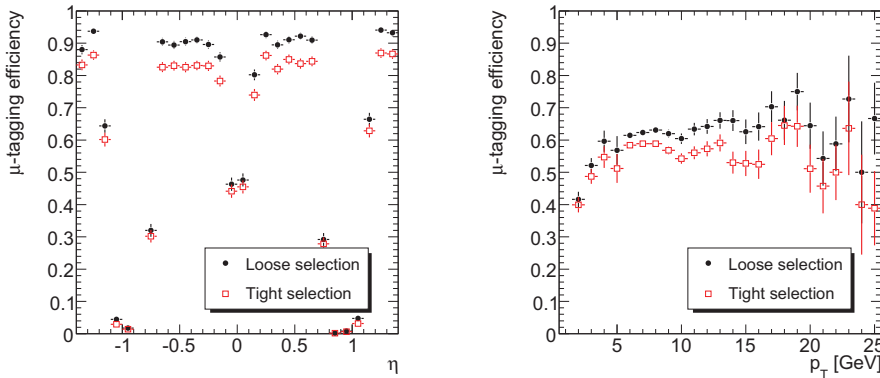 μ-tagging efficiency
1
0.9
0.8
0.7
0.6
0.5
0.4
0.3
0.2
0.1
0
Loose selection
Tight selection
-1 -0.5 0 0.5 1
η
μ-tagging efficiency
1
0.9
0.8
0.7
0.6
0.5
0.4
0.3
0.2
0.1
0
Loose selection
Tight selection
5 10 15 20 25
p_T [GeV]